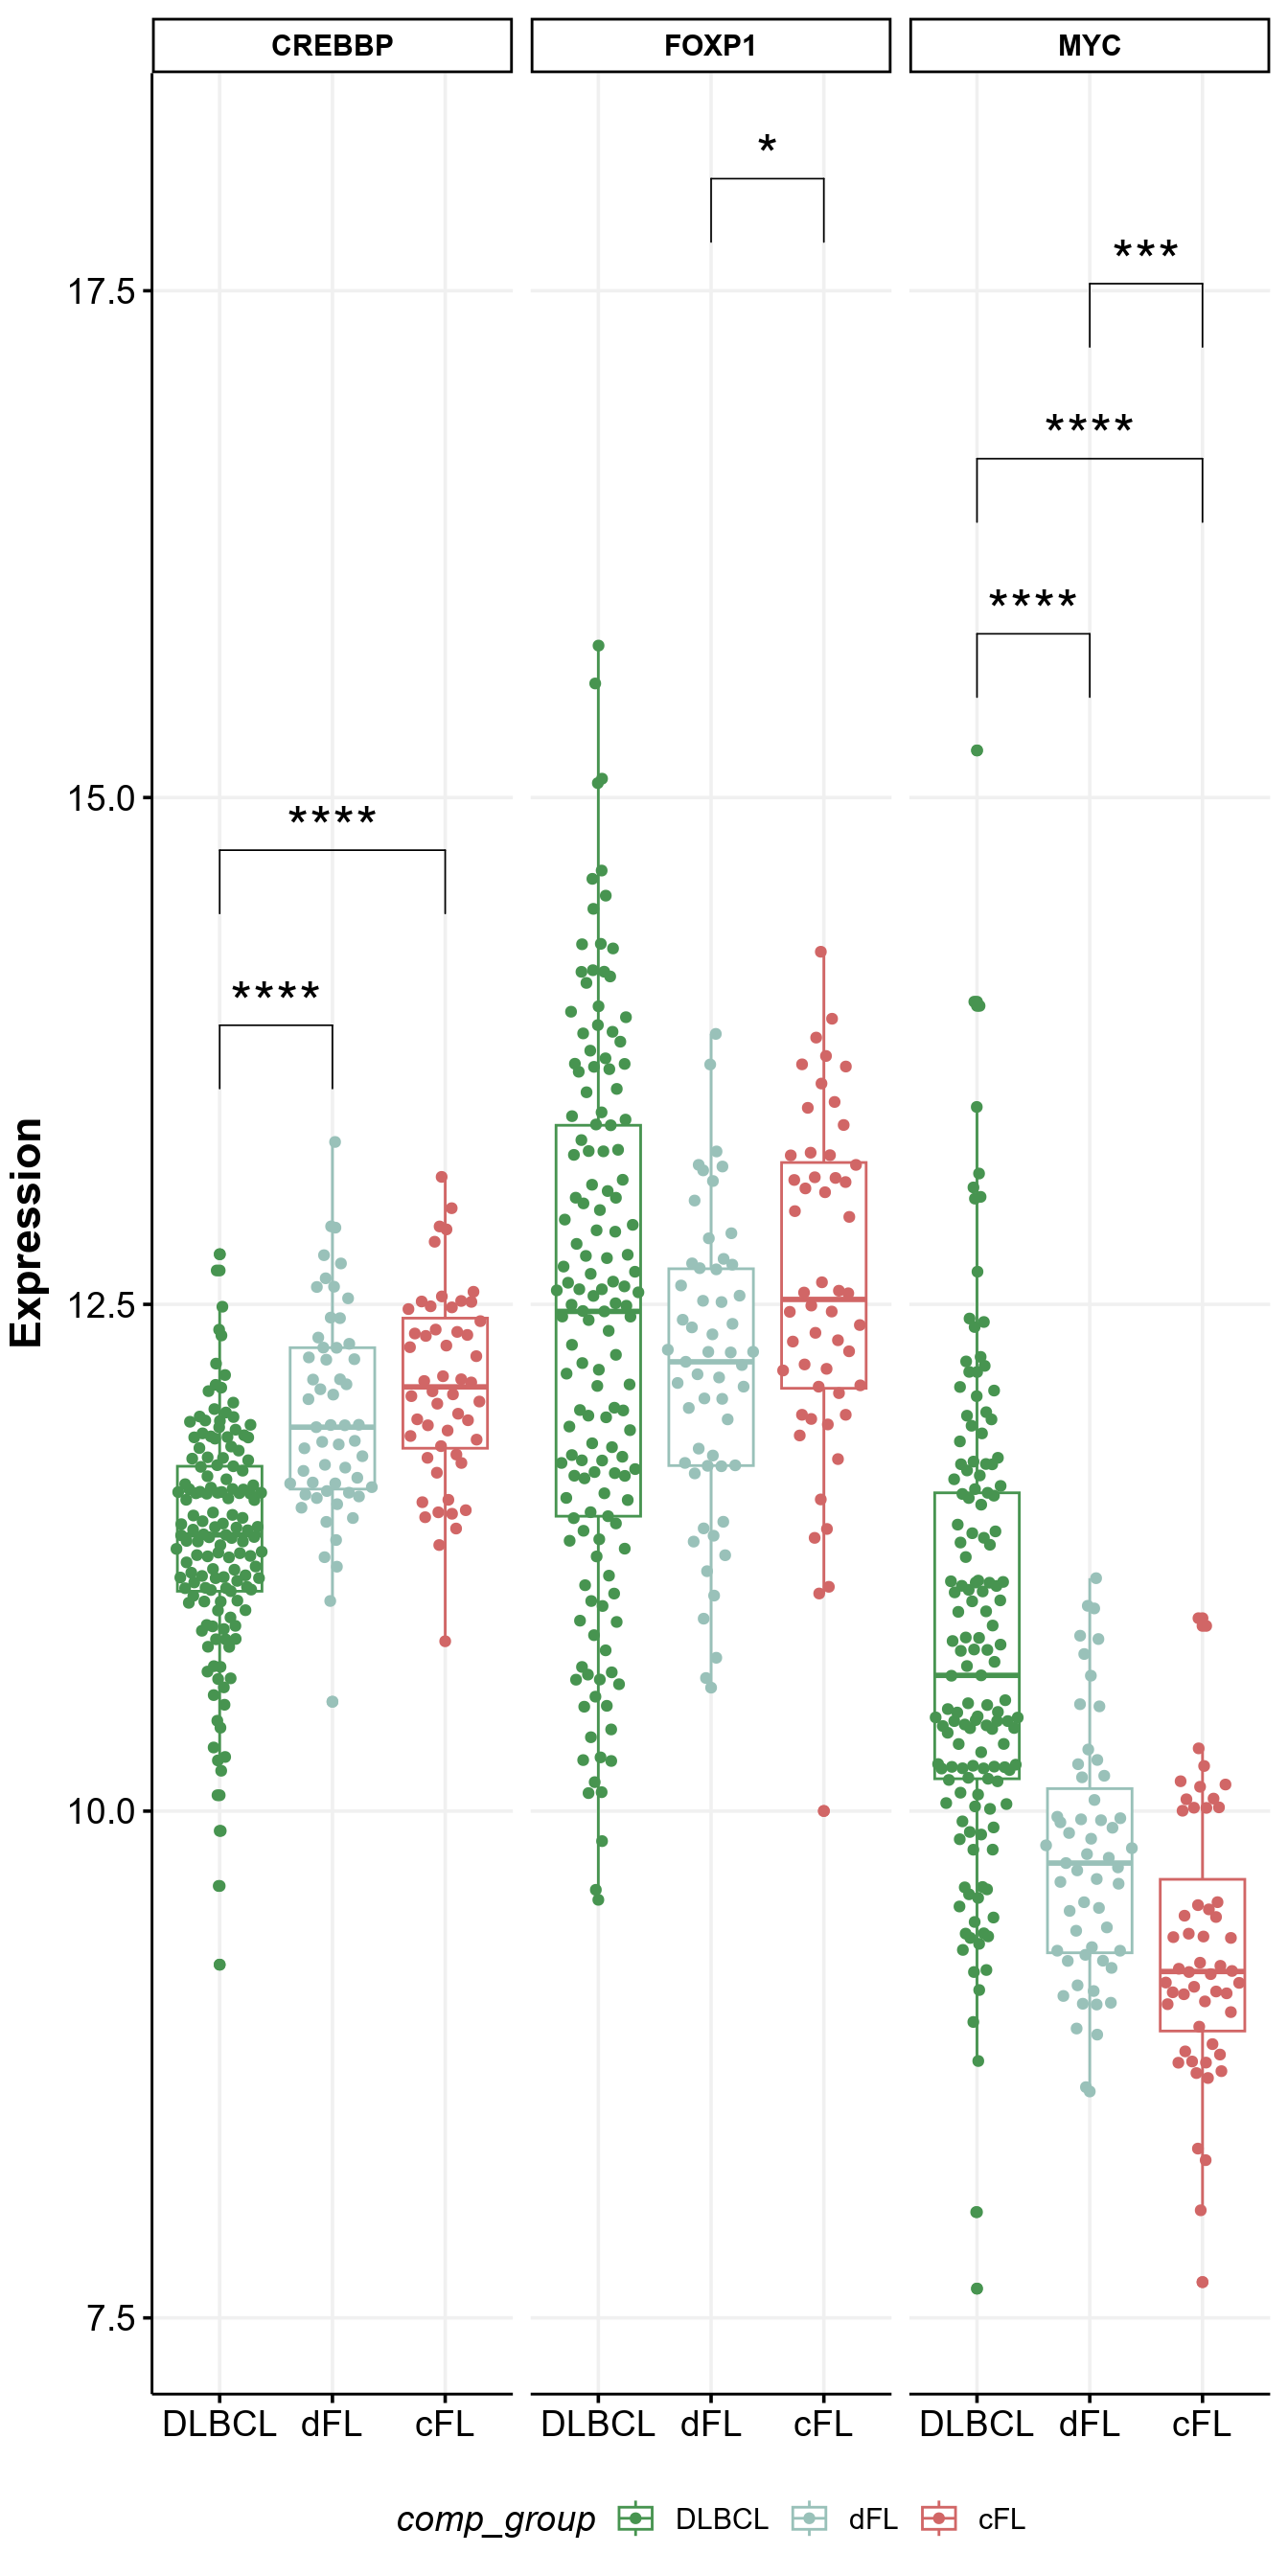 CREBBP FOXP1 MYC
*
17.5
***
****
****
15.0
****
****
12.5
Expression
10.0
7.5
DLBCL dFL cFL DLBCL dFL cFL DLBCL dFL cFL
comp_group DLBCL dFL cFL